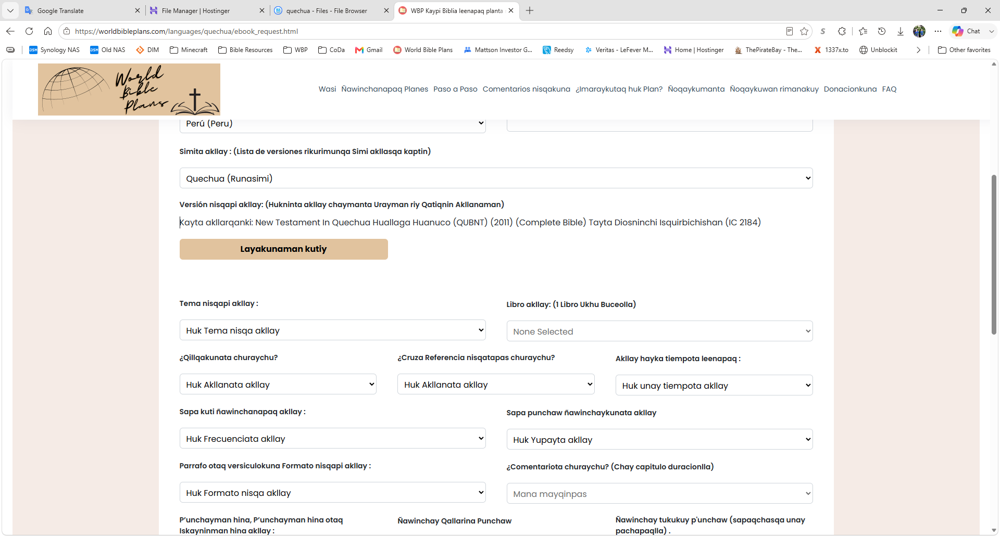 Google Translate
File Manager | Hostinger
quechua - Files - File Browser
WBP Kaypi Biblia leenapaq planta
https://worldbibleplans.com/languages/quechua/ebook_request.html
Chat
Synology NAS
Old NAS
DIM
Minecraft
Bible Resources
WBP
CoDa
Gmail
World Bible Plans
Mattson Investor G...
Reedsy
Veritas - LeFever M...
Home | Hostinger
ThePirateBay - The...
1337x.to
Unblockit
Other favorites
World
Bible
Plans
Wasi Ñawinchanapaq Planes Paso a Paso Comentarios nisqakuna ¿Imaraykutaq huk Plan? Ñoqaykumanta Ñoqaykuwan rimanakuy Donacionkuna FAQ
Perú (Peru)
Simita akllay : (Lista de versiones rikurimunqa Simi akllasqa kaptin)
Quechua (Runasimi)
Versión nisqapi akllay: (Hukninta akllay chaymanta Urayman riy Qatiqnin Akllanaman)
Kayta akllarqanki: New Testament In Quechua Huallaga Huanuco (QUBNT) (2011) (Complete Bible) Tayta Diosninchi Isquirbichishan (IC 2184)
Layakunaman kutiy
Tema nisqapi akllay :
Libro akllay: (1 Libro Ukhu Buceolla)
Huk Tema nisqa akllay
None Selected
¿Qillqakunata churaychu?
¿Cruza Referencia nisqatapas churaychu?
Akllay hayka tiempota leenapaq :
Huk Akllanata akllay
Huk Akllanata akllay
Huk unay tiempota akllay
Sapa kuti ñawinchanapaq akllay :
Sapa punchaw ñawinchaykunata akllay
Huk Frecuenciata akllay
Huk Yupayta akllay
Parrafo otaq versiculokuna Formato nisqapi akllay :
¿Comentariota churaychu? (Chay capitulo duracionlla)
Huk Formato nisqa akllay
Mana mayqinpas
P'unchayman hina, P'unchayman hina otaq
Iskayninman hina akllay :
Ñawinchay Qallarina Punchaw
Ñawinchay tukukuy p'unchaw (sapaqchasqa unay
pachapaqlla) .